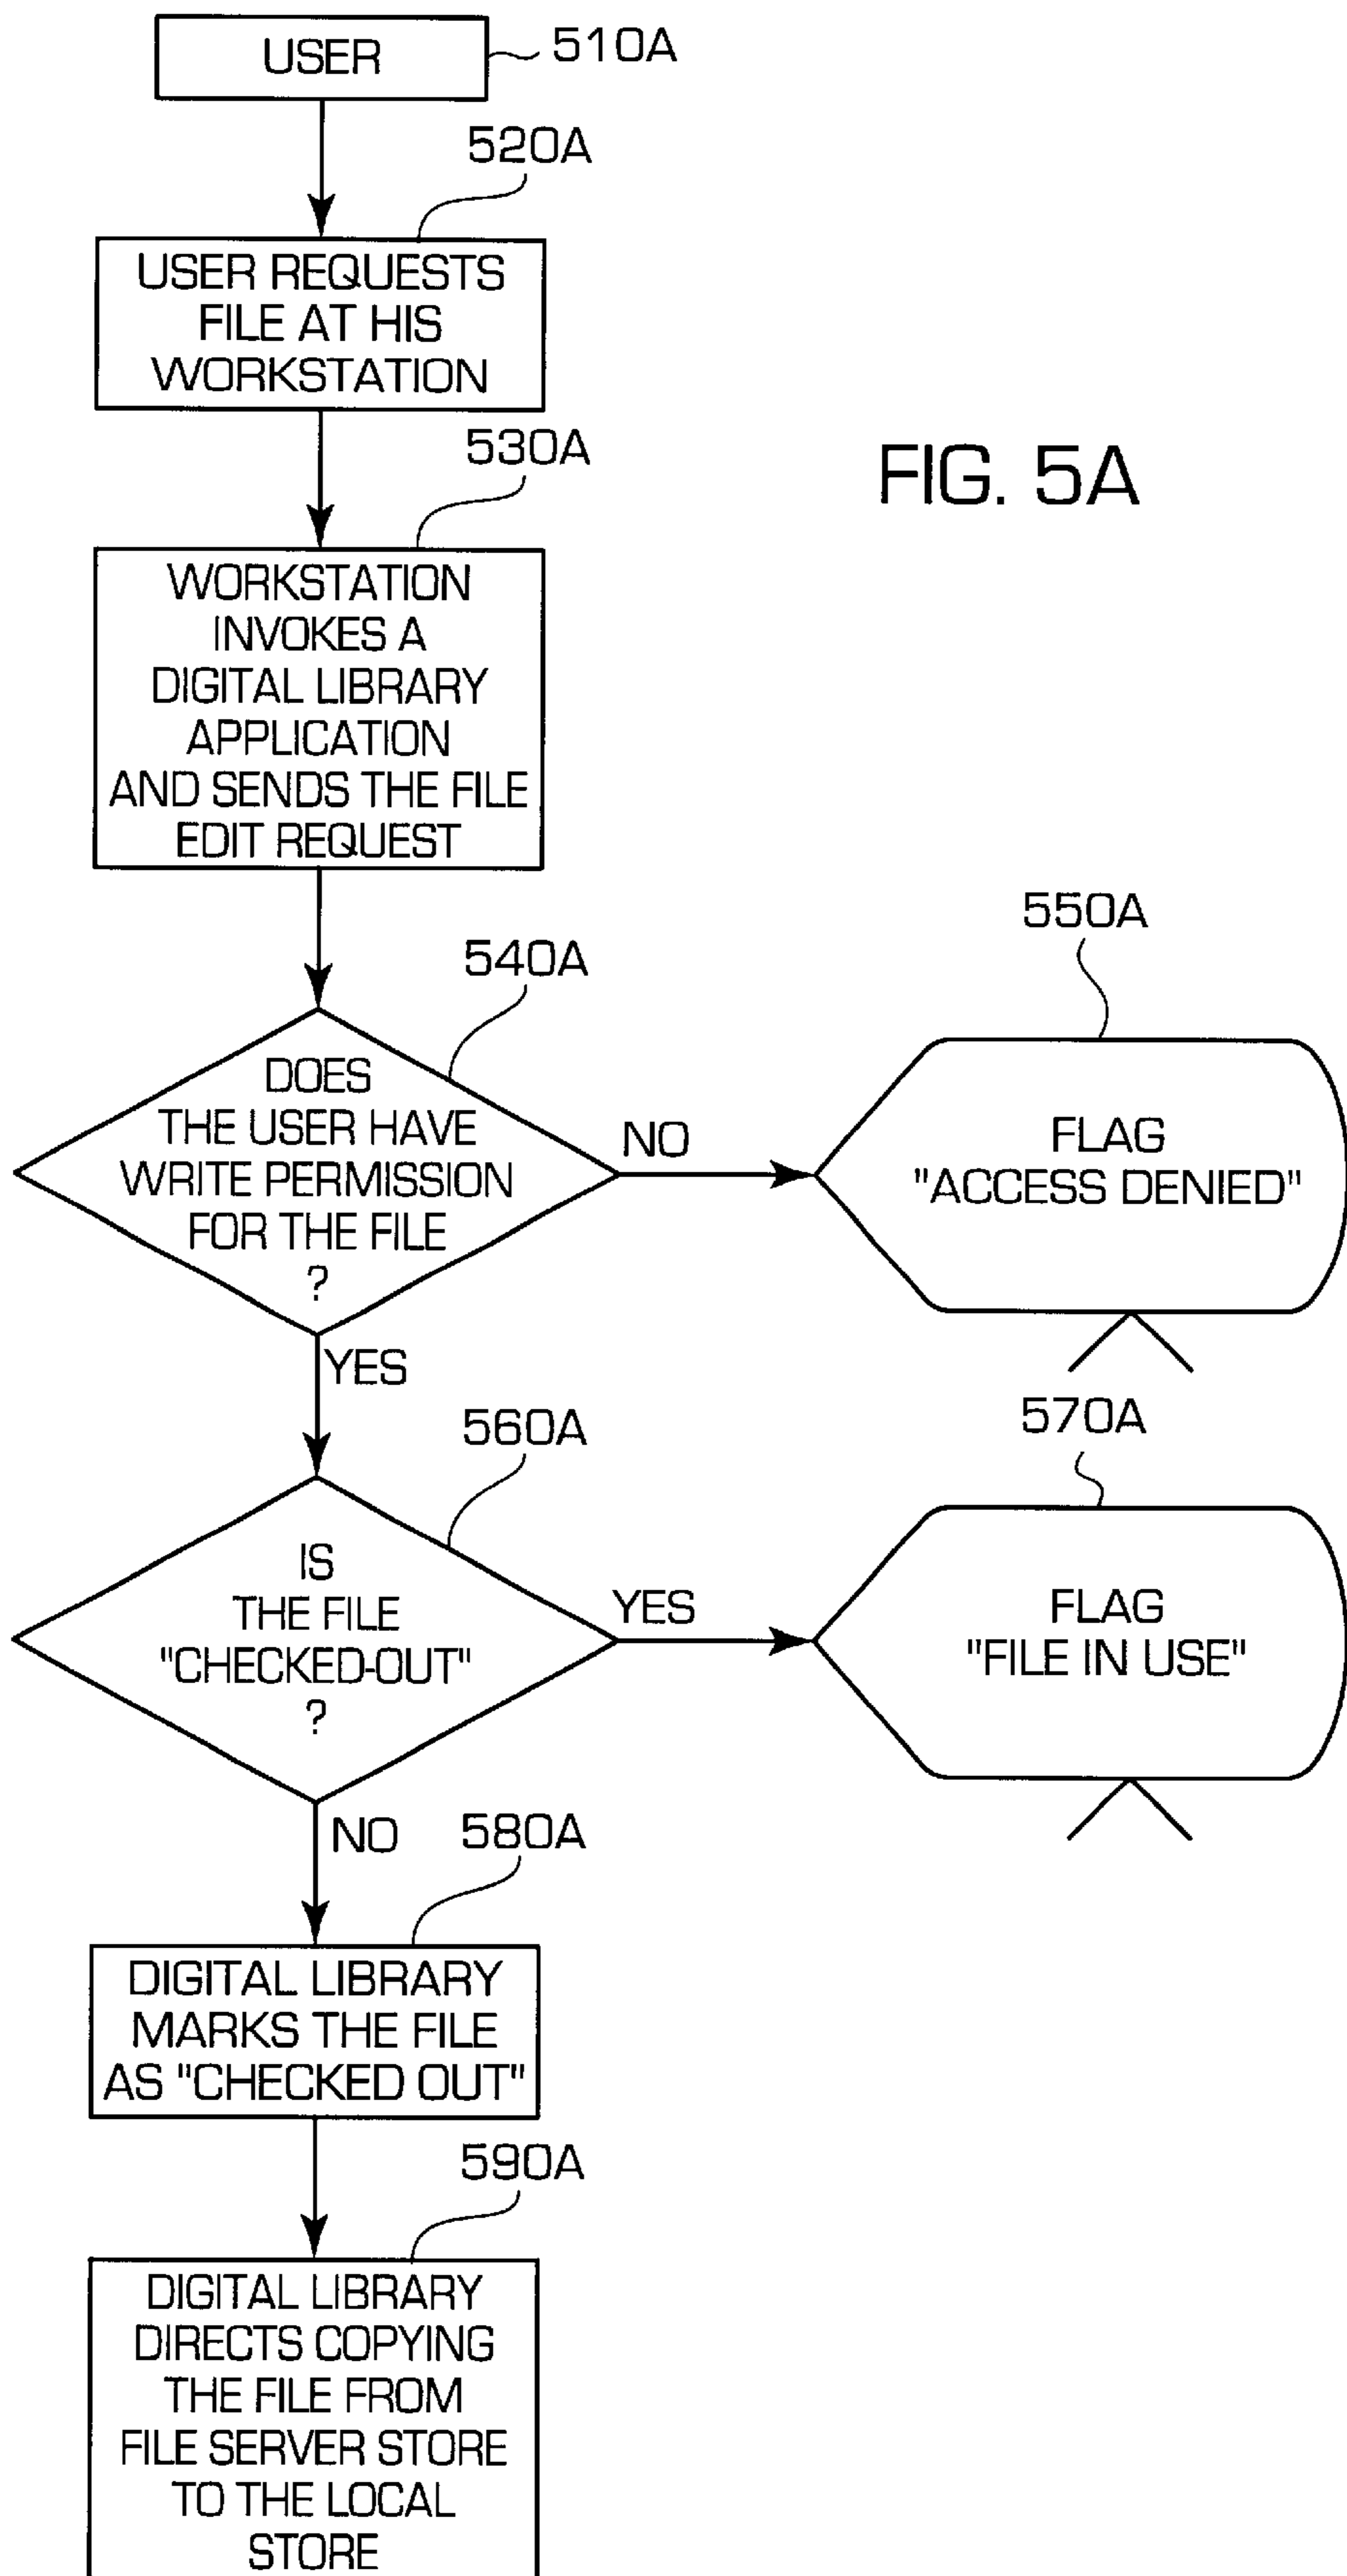 USER
510A
520A
USER REQUESTS
FILE AT HIS
WORKSTATION
530A
FIG. 5A
WORKSTATION
INVOKES A
DIGITAL LIBRARY
APPLICATION
AND SENDS THE FILE
EDIT REQUEST
540A
DOES
THE USER HAVE
WRITE PERMISSION
FOR THE FILE
?
NO
550A
FLAG
"ACCESS DENIED"
YES
560A
IS
THE FILE
"CHECKED-OUT"
?
YES
570A
FLAG
"FILE IN USE"
NO
580A
DIGITAL LIBRARY
MARKS THE FILE
AS "CHECKED OUT"
590A
DIGITAL LIBRARY
DIRECTS COPYING
THE FILE FROM
FILE SERVER STORE
TO THE LOCAL
STORE